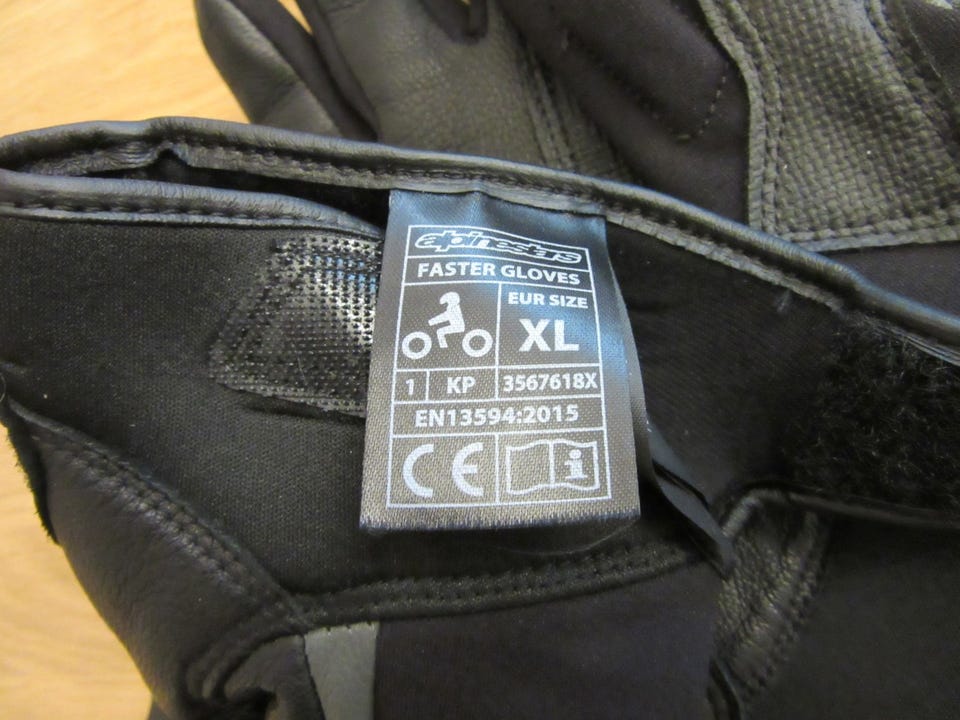 alpinestars
FASTER GLOVES
EUR SIZE
XL
1 KP 3567618X
EN13594:2015
CE
i